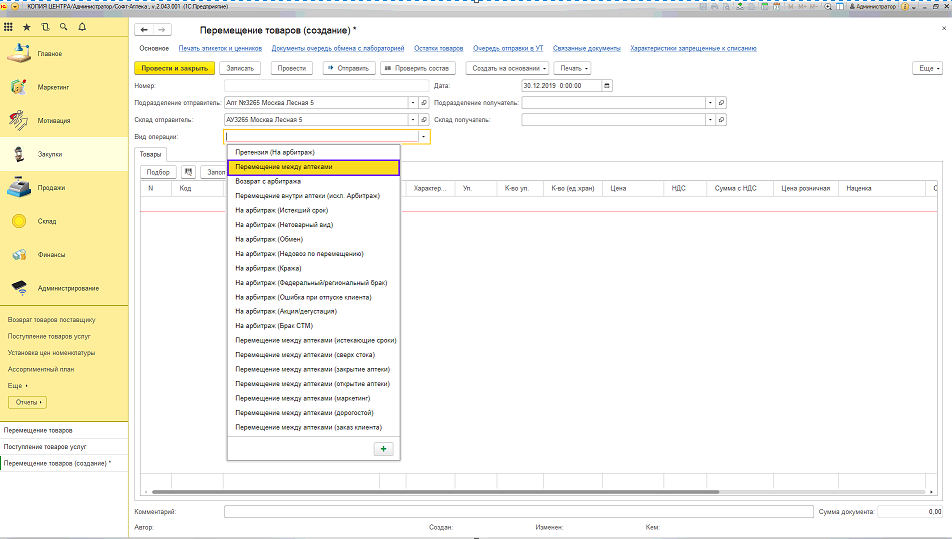 КОПИЯ ЦЕНТРА/Администратор/Софт-Аптека , v 2.043.001 (1С:Предприятие)
M M+ M-
Администратор
Перемещение товаров (создание) *
Основное Печать этикеток и ценников Документы очередь обмена с лабораторией Остатки товаров Очередь отправки в УТ Связанные документы Характеристики запрещенные к списанию
Провести и закрыть Записать Провести Отправить Проверить состав Создать на основании Печать Еще
Номер: Дата: 30.12.2019 0:00:00
Подразделение отправитель: Апт №3265 Москва Лесная 5 Подразделение получатель:
Склад отправитель: АУ3265 Москва Лесная 5 Склад получатель:
Вид операции:
Товары
Подбор Запол
N Код Характер... Уп. К-во уп. К-во (ед.хран) Цена НДС Сумма с НДС Цена розничная Наценка С
Претензия (На арбитраж)
Перемещение между аптеками
Возврат с арбитража
Перемещение внутри аптеки (искл. Арбитраж)
На арбитраж (Истекший срок)
На арбитраж (Нетоварный вид)
На арбитраж (Обмен)
На арбитраж (Недовоз по перемещению)
На арбитраж (Кража)
На арбитраж (Федеральный/региональный брак)
На арбитраж (Ошибка при отпуске клиента)
На арбитраж (Акция/дегустация)
На арбитраж (Брак СТМ)
Перемещение между аптеками (истекающие сроки)
Перемещение между аптеками (сверх стока)
Перемещение между аптеками (закрытие аптеки)
Перемещение между аптеками (открытие аптеки)
Перемещение между аптеками (маркетинг)
Перемещение между аптеками (дорогостой)
Перемещение между аптеками (заказ клиента)
Комментарий: Сумма документа: 0,00
Автор: Создан: Изменен: Кем:
Главное
Маркетинг
Мотивация
Закупки
Продажи
Склад
Финансы
Администрирование
Возврат товаров поставщику
Поступление товаров услуг
Установка цен номенклатуры
Ассортиментный план
Еще
Отчеты
Перемещение товаров
Поступление товаров услуг
Перемещение товаров (создание) *